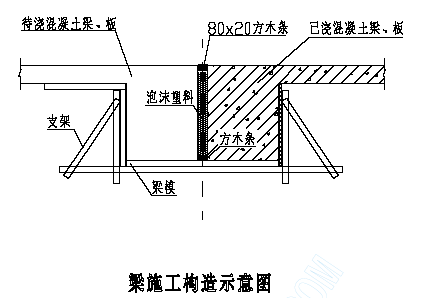 待浇混凝土梁、板
80x20方木条
已浇混凝土梁、板
泡沫塑料
支架
方木条
梁模
梁施工构造示意图